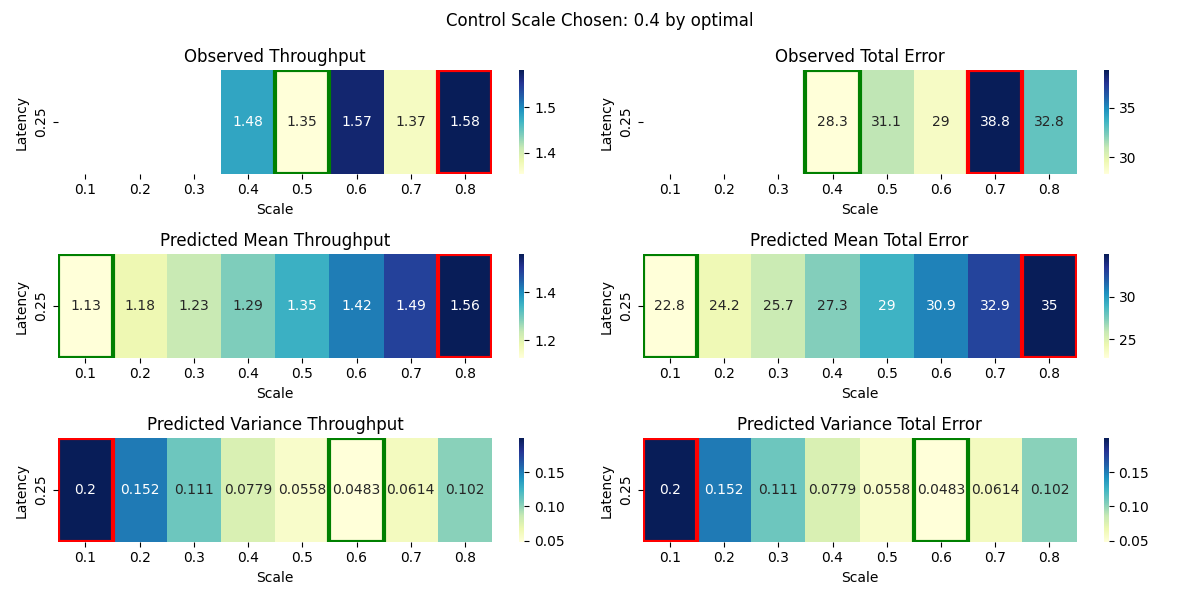 Control Scale Chosen: 0.4 by optimal
Observed Throughput
Latency
0.25
1.48 1.35 1.57 1.37 1.58
1.5
1.4
0.1 0.2 0.3 0.4 0.5 0.6 0.7 0.8
Scale
Observed Total Error
Latency
0.25
28.3 31.1 29 38.8 32.8
35
30
0.1 0.2 0.3 0.4 0.5 0.6 0.7 0.8
Scale
Predicted Mean Throughput
Latency
0.25
1.13 1.18 1.23 1.29 1.35 1.42 1.49 1.56
1.4
1.2
0.1 0.2 0.3 0.4 0.5 0.6 0.7 0.8
Scale
Predicted Mean Total Error
Latency
0.25
22.8 24.2 25.7 27.3 29 30.9 32.9 35
30
25
0.1 0.2 0.3 0.4 0.5 0.6 0.7 0.8
Scale
Predicted Variance Throughput
Latency
0.25
0.2 0.152 0.111 0.0779 0.0558 0.0483 0.0614 0.102
0.15
0.10
0.05
0.1 0.2 0.3 0.4 0.5 0.6 0.7 0.8
Scale
Predicted Variance Total Error
Latency
0.25
0.2 0.152 0.111 0.0779 0.0558 0.0483 0.0614 0.102
0.15
0.10
0.05
0.1 0.2 0.3 0.4 0.5 0.6 0.7 0.8
Scale